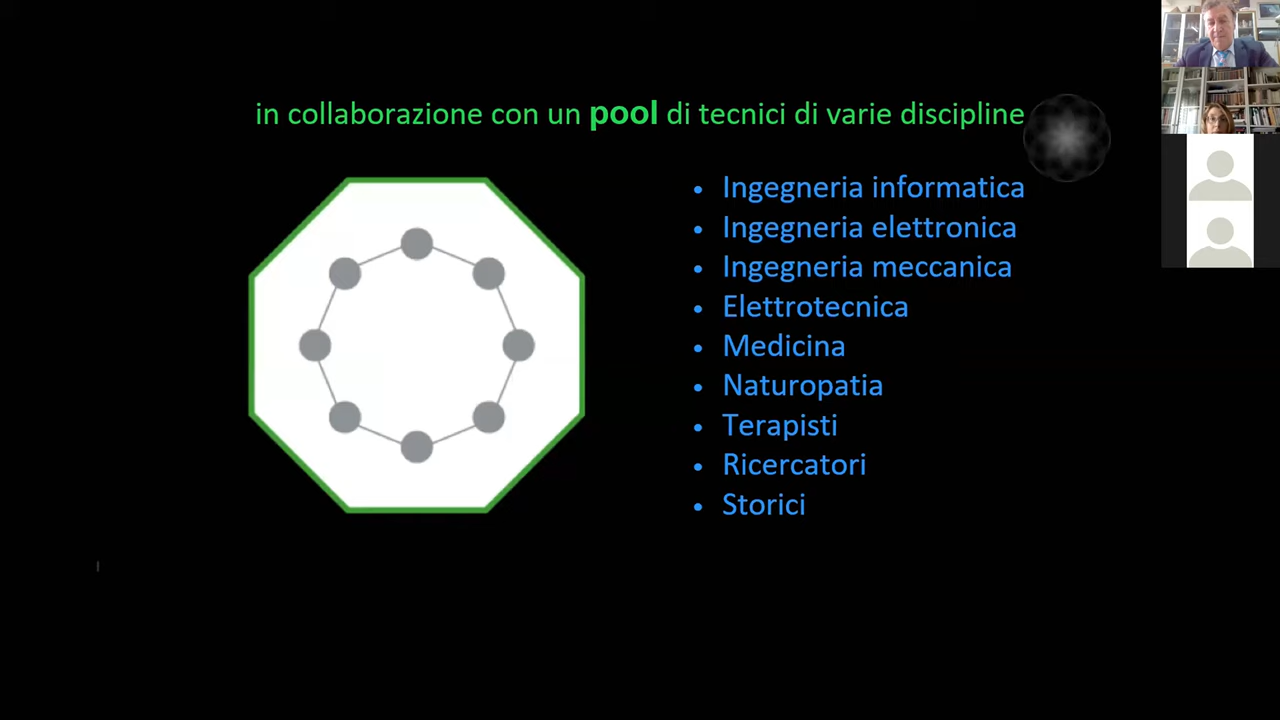 in collaborazione con un pool di tecnici di varie discipline
• Ingegneria informatica
• Ingegneria elettronica
• Ingegneria meccanica
• Elettrotecnica
• Medicina
• Naturopatia
• Terapisti
• Ricercatori
• Storici